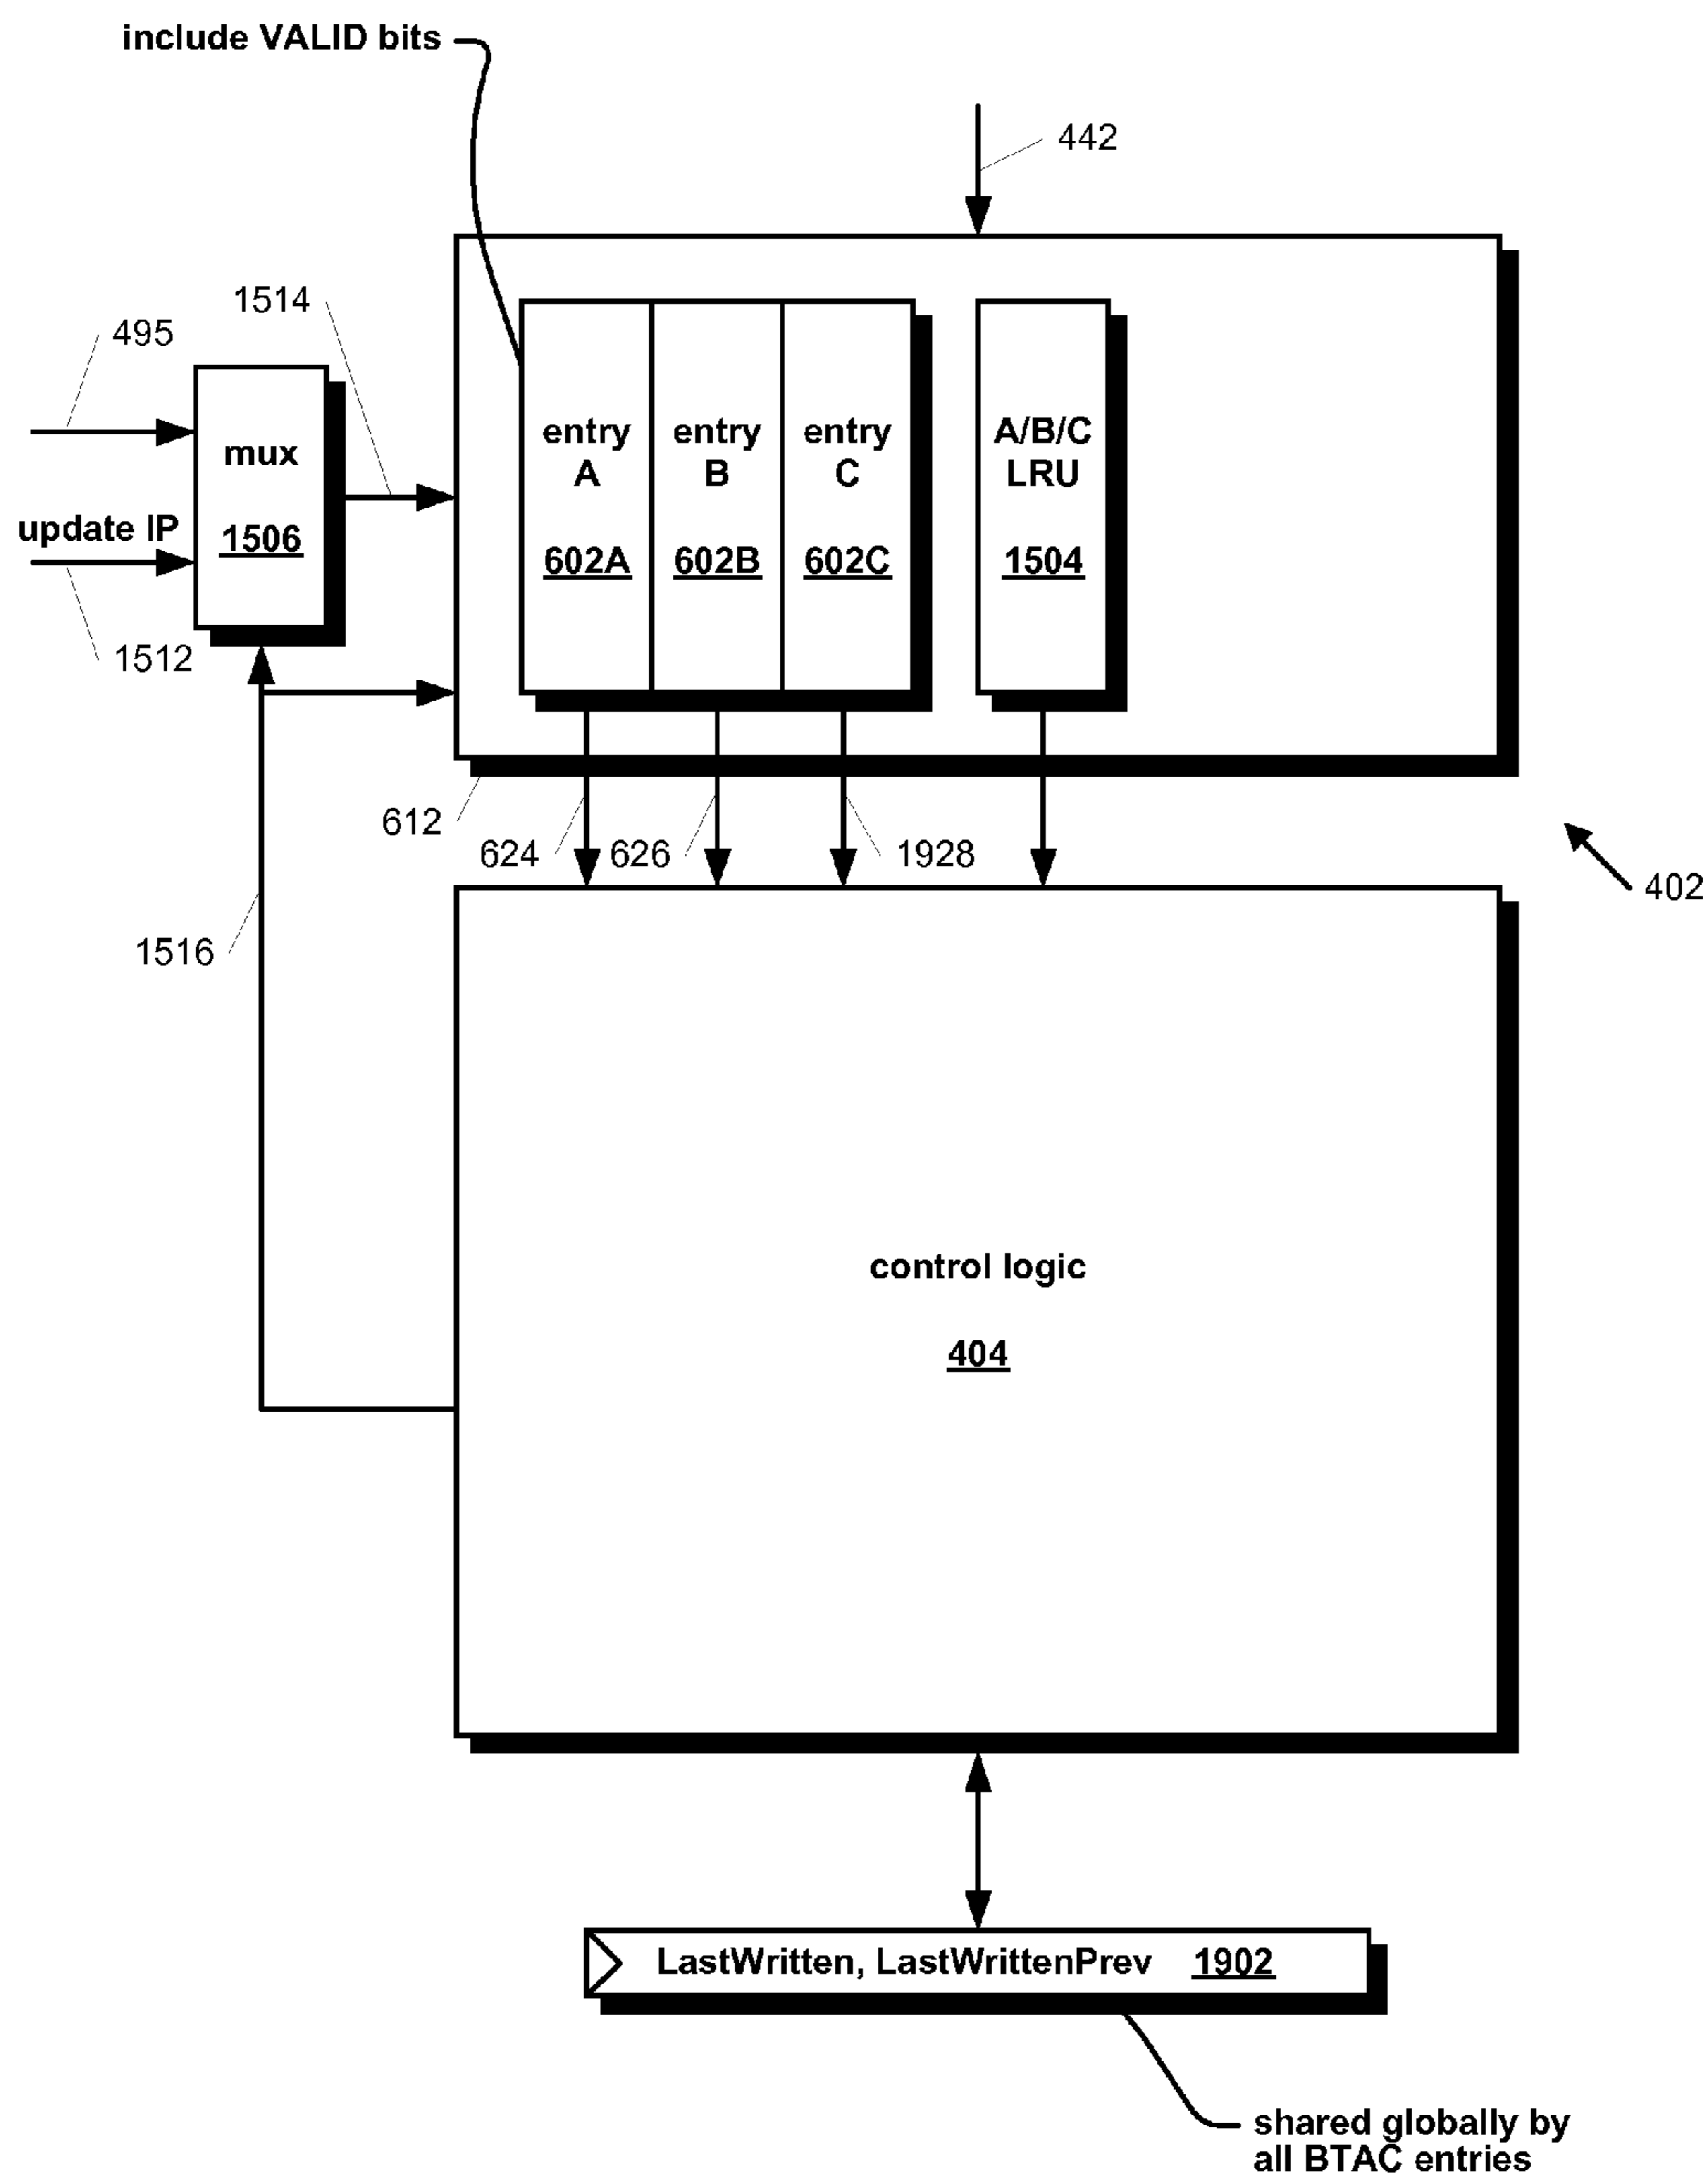 include VALID bits
442
1514
495
mux
1506
update IP
1512
entry
A
602A
entry
B
602B
entry
C
602C
A/B/C
LRU
1504
612
624
626
1928
402
1516
control logic
404
LastWritten, LastWrittenPrev 1902
shared globally by
all BTAC entries